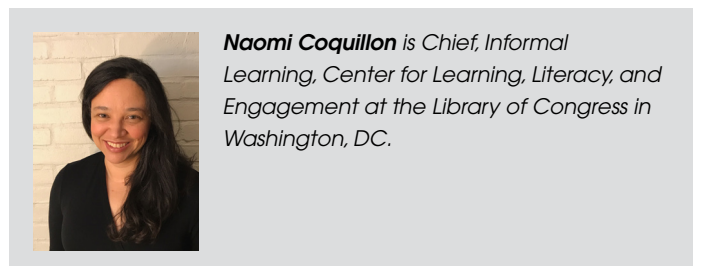 Naomi Coquillon is Chief, Informal
Learning, Center for Learning, Literacy, and
Engagement at the Library of Congress in
Washington, DC.